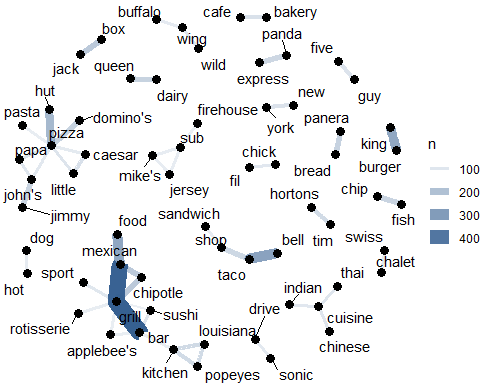 buffalo
cafe
bakery
box
wing
panda
five
jack
queen
wild
express
guy
hut
dairy
pasta
domino's
firehouse
new
papa
pizza
sub
york
panera
king
n
caesar
chick
burger
100
mike's
bread
john's
little
jersey
fil
200
hortons
chip
300
jimmy
sandwich
fish
400
food
tim
swiss
dog
mexican
shop
bell
chalet
sport
taco
thai
hot
chipotle
indian
grill
sushi
drive
rotisserie
bar
louisiana
cuisine
applebee's
chinese
kitchen
popeyes
sonic